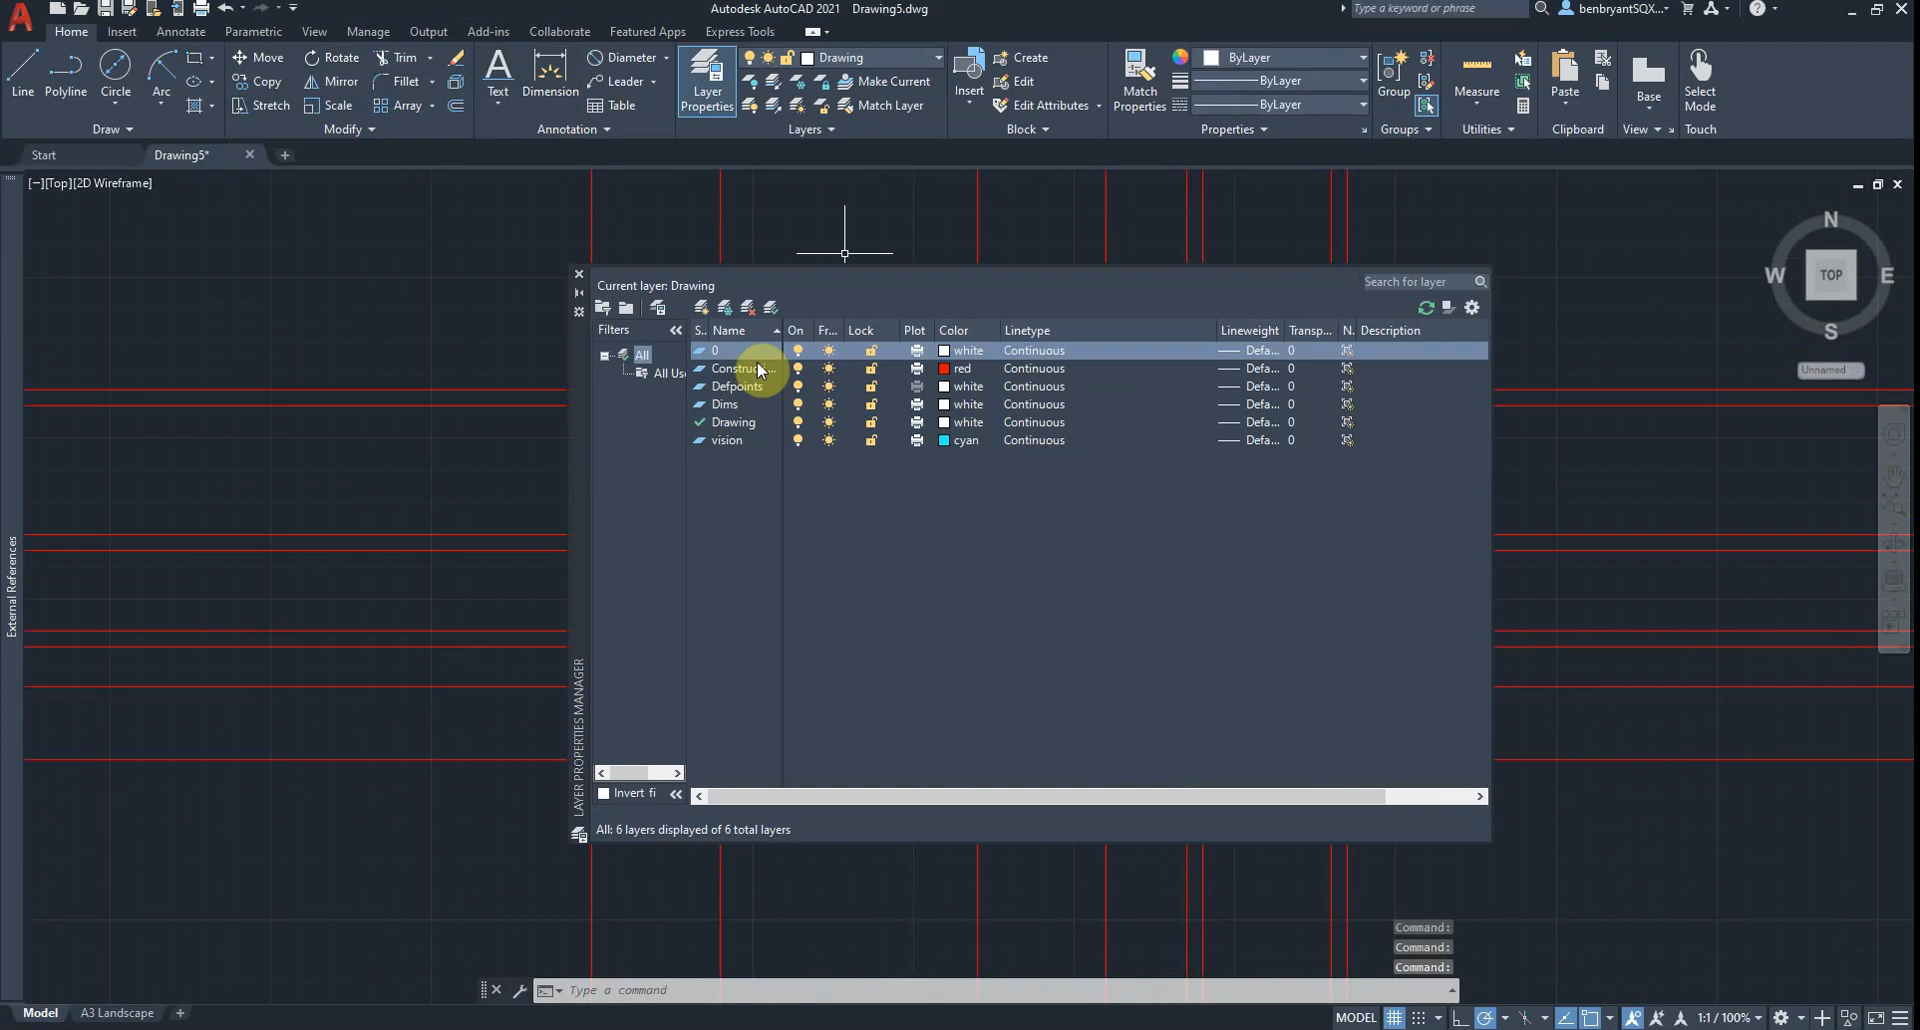 Autodesk AutoCAD 2021 Drawing5.dwg
Type a keyword or phrase
benbryantSQX...
Home Insert Annotate Parametric View Manage Output Add-ins Collaborate Featured Apps Express Tools
Line Polyline Circle Arc
Draw
Move Rotate Trim
Copy Mirror Fillet
Stretch Scale Array
Modify
Text Dimension
Diameter
Leader
Table
Annotation
Layer Properties
Drawing
Make Current
Match Layer
Layers
Insert
Create
Edit
Edit Attributes
Block
Match Properties
ByLayer
ByLayer
ByLayer
Properties
Group
Groups
Measure
Utilities
Paste
Clipboard
Base
View
Select Mode
Touch
Start Drawing5*
[−][Top][2D Wireframe]
N
W TOP E
S
Unnamed
External References
Current layer: Drawing
Search for layer
Filters
All
All Use
S.. Name On Fr... Lock Plot Color Linetype Lineweight Transp... N.. Description
0 white Continuous Defa... 0
Construc... red Continuous Defa... 0
Defpoints white Continuous Defa... 0
Dims white Continuous Defa... 0
Drawing white Continuous Defa... 0
vision cyan Continuous Defa... 0
LAYER PROPERTIES MANAGER
Invert fi
All: 6 layers displayed of 6 total layers
Command:
Command:
Command:
Type a command
Model A3 Landscape
MODEL 1:1 / 100%